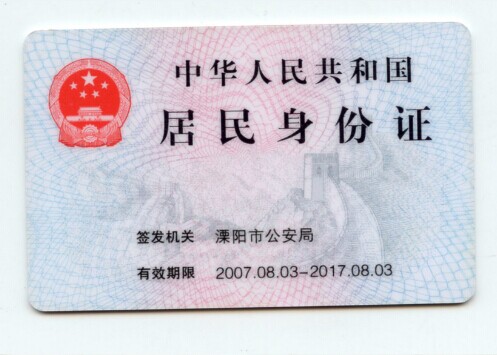 中华人民共和国
居民身份证
签发机关 溧阳市公安局
有效期限 2007.08.03-2017.08.03